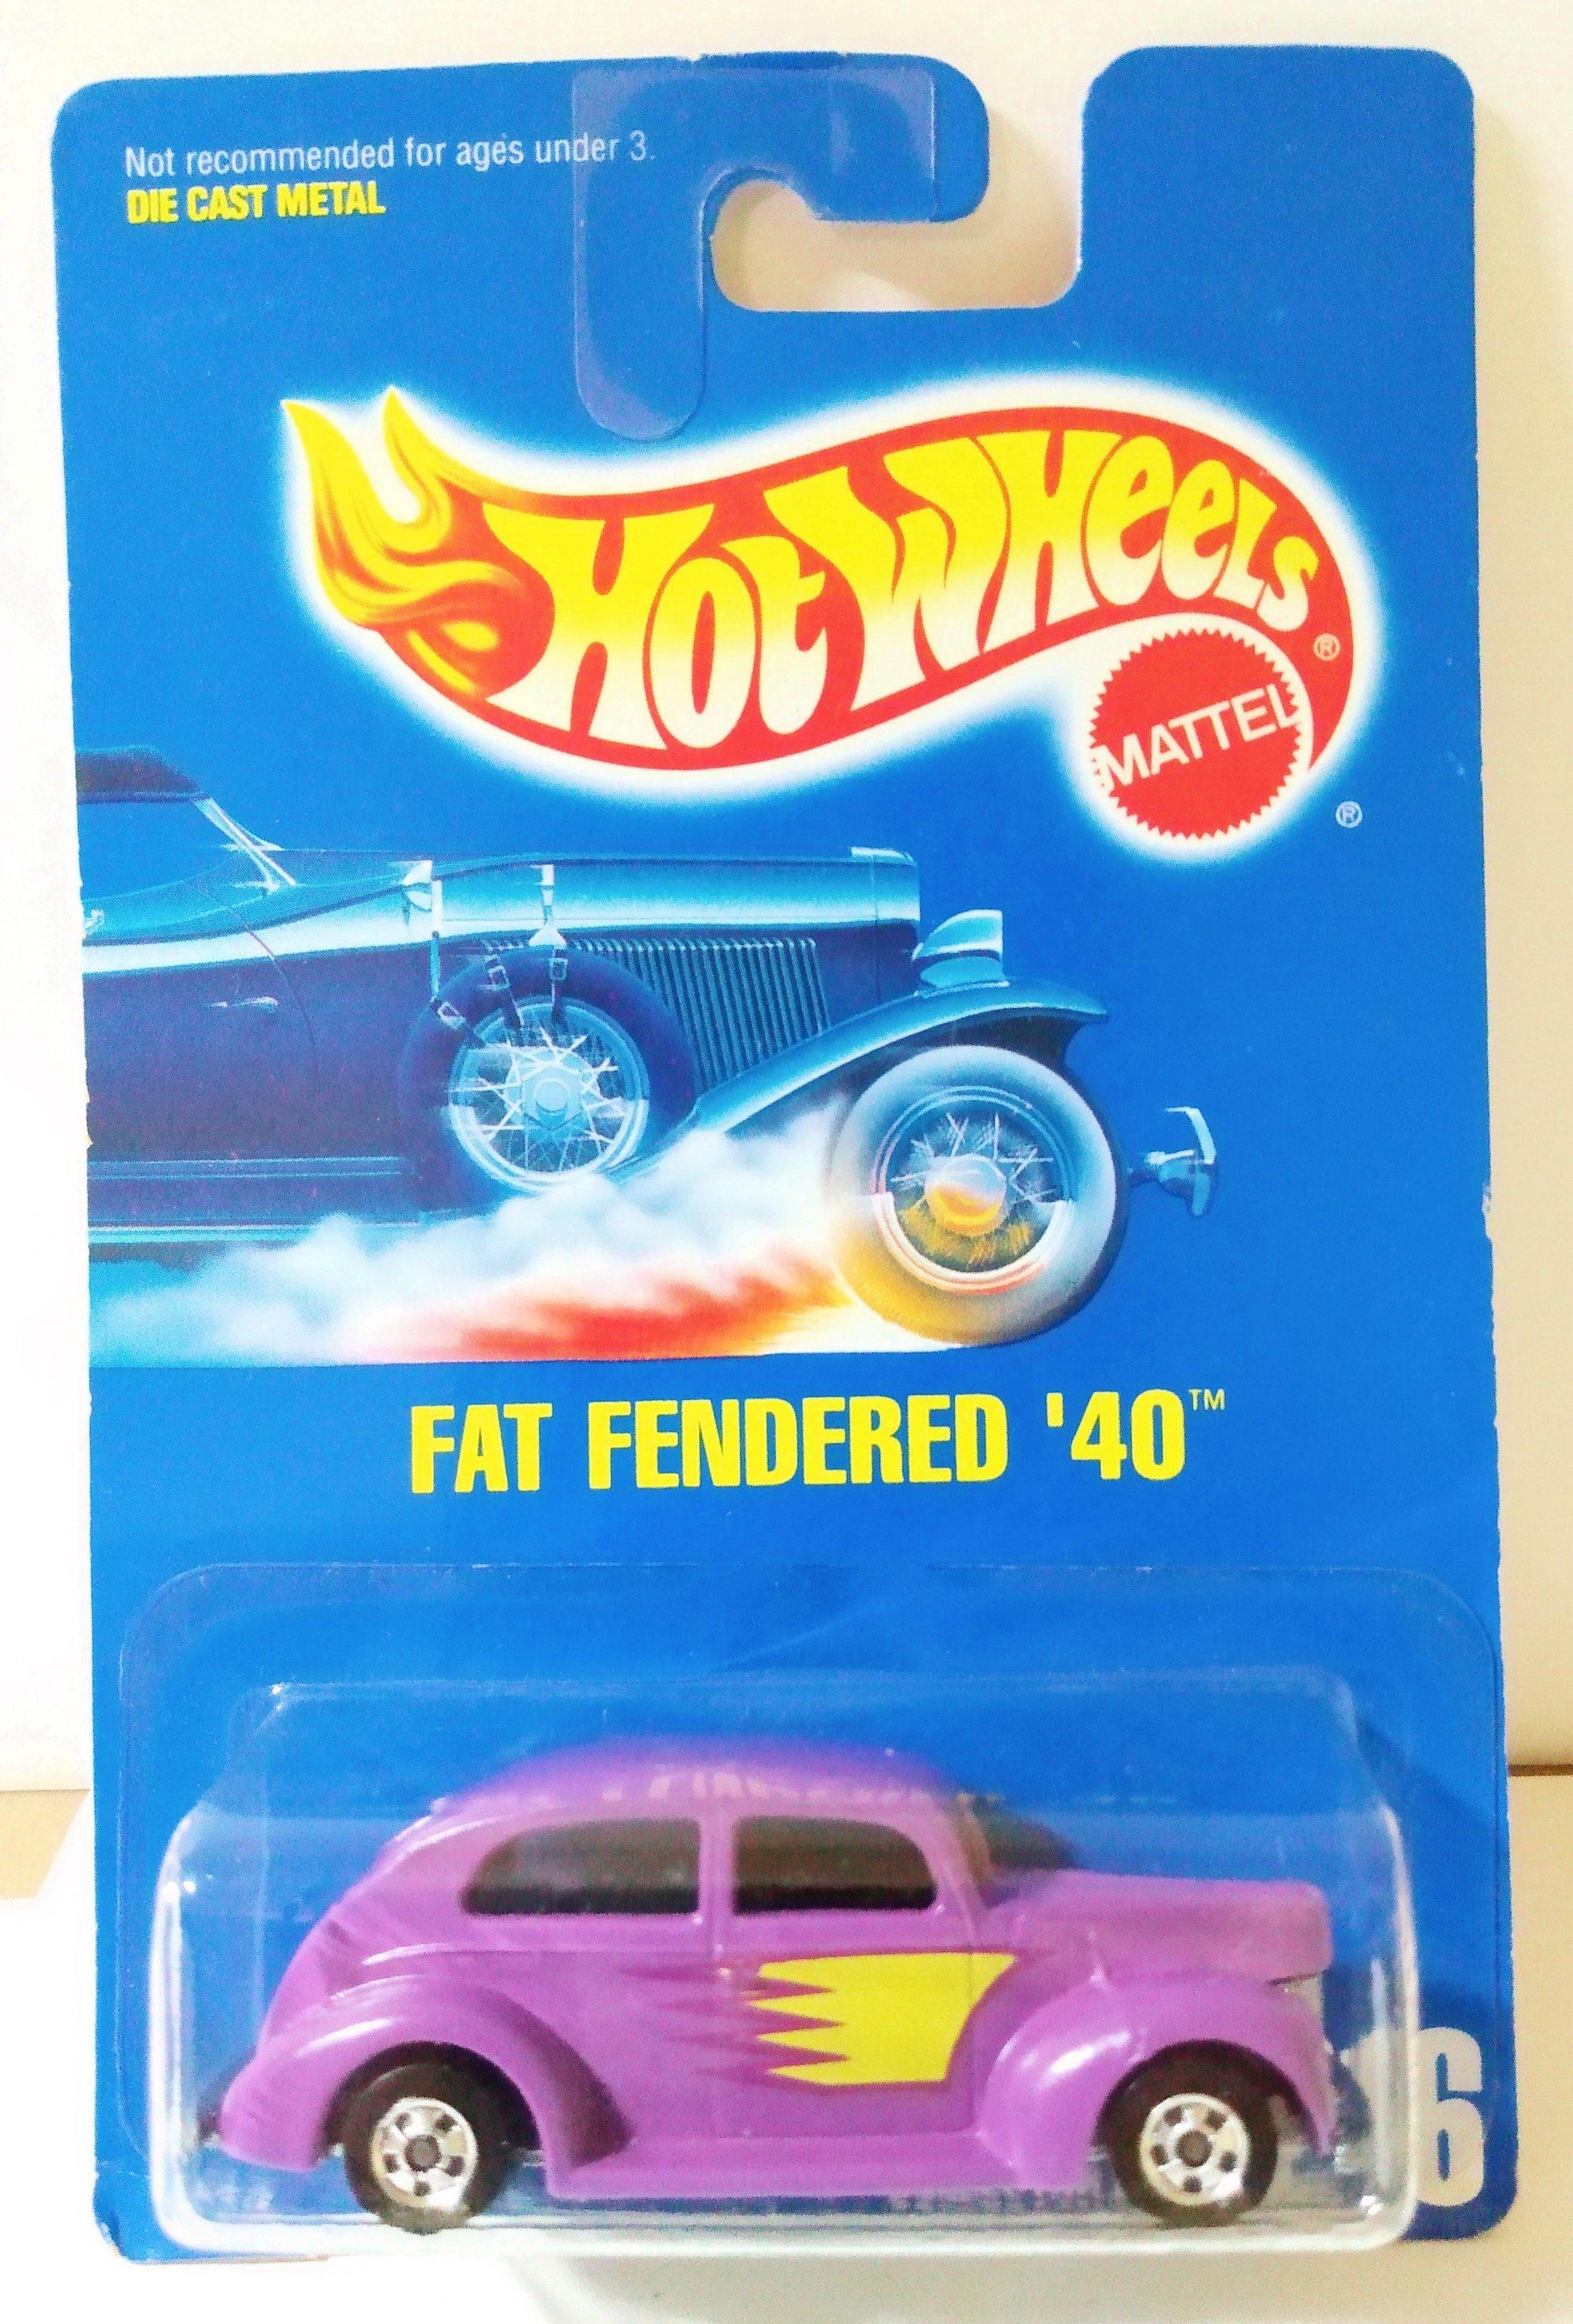 Not recommended for ages under 3.
DIE CAST METAL
HOT WHEELS ®
MATTEL
®
FAT FENDERED '40™